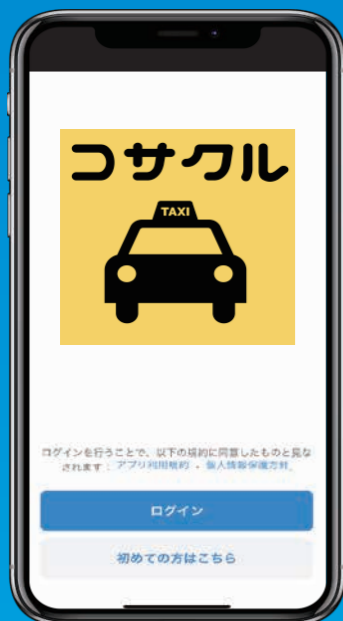 コサクル
TAXI
ログインを行うことで、以下の規約に同意したものと見な
されます： アプリ利用規約 ・ 個人情報保護方針。
ログイン
初めての方はこちら